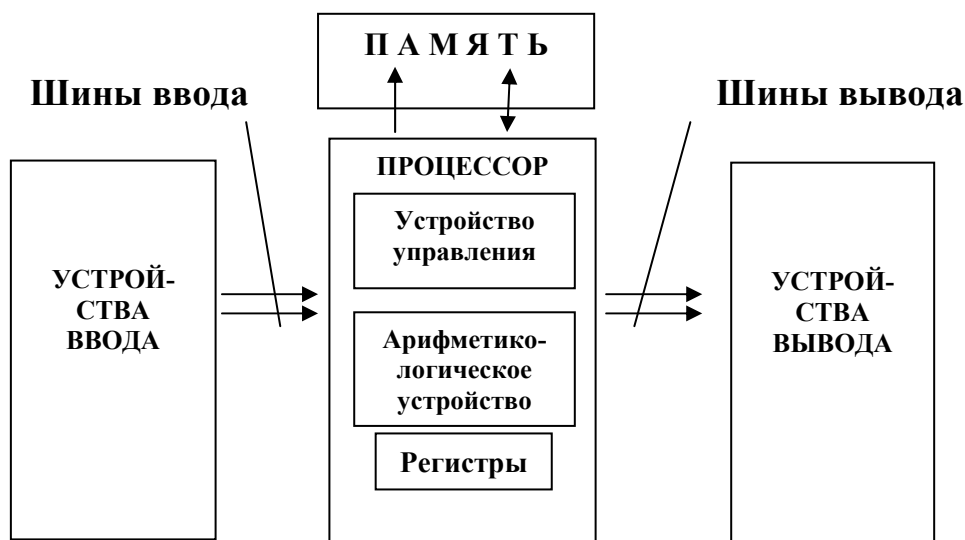 П А М Я Т Ь
Шины ввода
Шины вывода
УСТРОЙ-
СТВА
ВВОДА
ПРОЦЕССОР
Устройство
управления
Арифметико-
логическое
устройство
Регистры
УСТРОЙ-
СТВА
ВЫВОДА